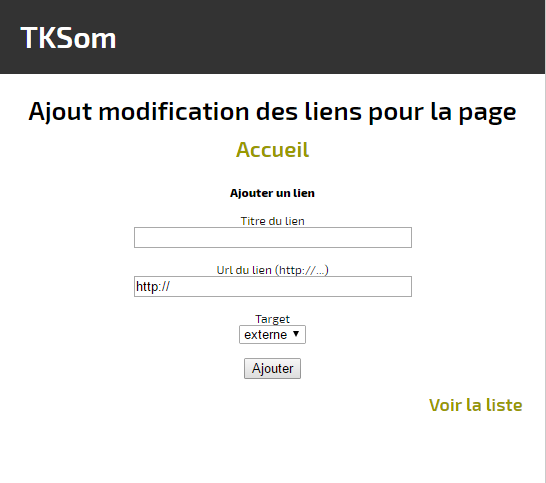 TKSom
Ajout modification des liens pour la page
Accueil
Ajouter un lien
Titre du lien
Url du lien (http://...)
http://
Target
externe
Ajouter
Voir la liste